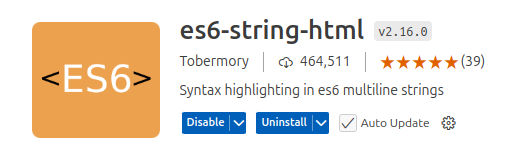 <ES6>
es6-string-html v2.16.0
Tobermory 464,511 (39)
Syntax highlighting in es6 multiline strings
Disable Uninstall Auto Update